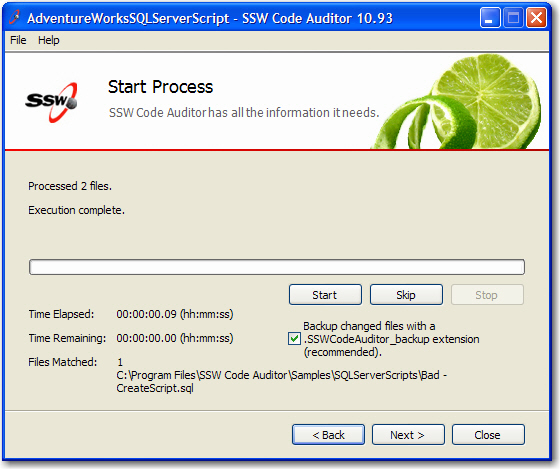 AdventureWorksSQLServerScript - SSW Code Auditor 10.93
File Help
SSW
Start Process
SSW Code Auditor has all the information it needs.
Processed 2 files.
Execution complete.
Start Skip Stop
Time Elapsed: 00:00:00.09 (hh:mm:ss)
Time Remaining: 00:00:00.00 (hh:mm:ss)
Backup changed files with a
.SSWCodeAuditor_backup extension
(recommended).
Files Matched: 1
C:\Program Files\SSW Code Auditor\Samples\SQLServerScripts\Bad -
CreateScript.sql
< Back Next > Close